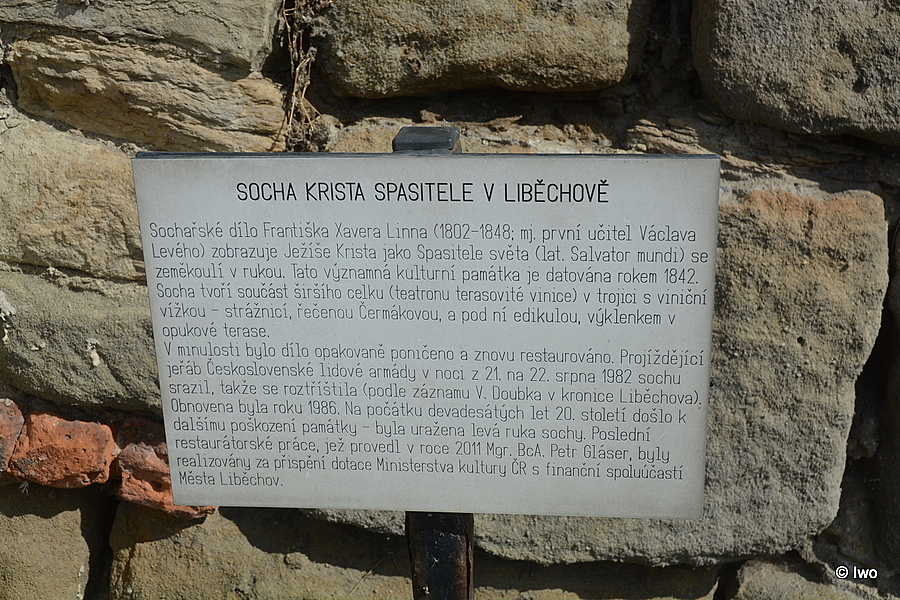 SOCHA KRISTA SPASITELE V LIBĚCHOVĚ
Sochařské dílo Františka Xavera Linna (1802-1848; mj. první učitel Václava
Levého) zobrazuje Ježíše Krista jako Spasitele světa (lat. Salvator mundi) se
zeměkoulí v rukou. Tato významná kulturní památka je datována rokem 1842.
Socha tvoří součást širšího celku (teatronu terasovité vinice) v trojici s viniční
vížkou - strážnicí, řečenou Čermákovou, a pod ní edikulou, výklenkem v
opukové terase.
V minulosti bylo dílo opakovaně poničeno a znovu restaurováno. Projíždějící
jeřáb Československé lidové armády v noci z 21. na 22. srpna 1982 sochu
srazil, takže se roztříštila (podle záznamu V. Doubka v kronice Liběchova).
Obnovena byla roku 1986. Na počátku devadesátých let 20. století došlo k
dalšímu poškození památky - byla uražena levá ruka sochy. Poslední
restaurátorské práce, jež provedl v roce 2011 Mgr. BcA. Petr Gláser, byly
realizovány za přispění dotace Ministerstva kultury ČR s finanční spoluúčastí
Města Liběchov.
© Iwo